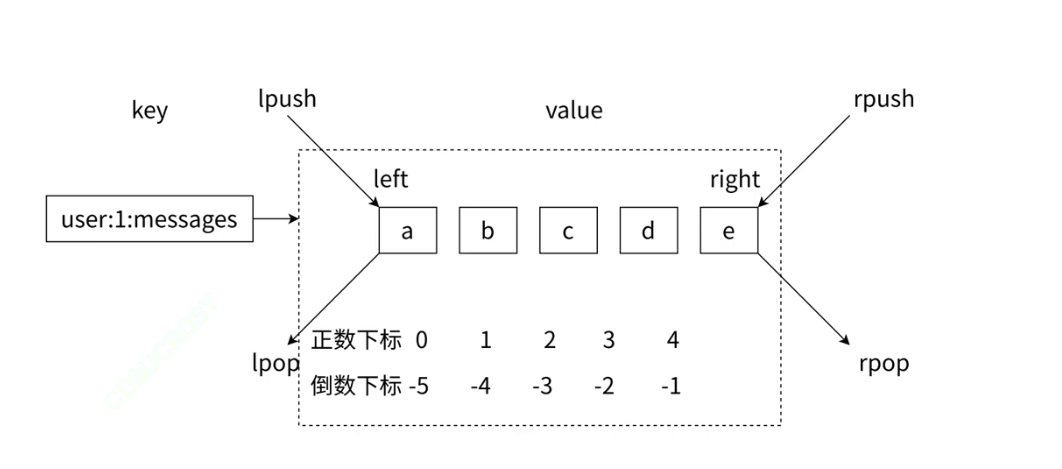 key
lpush
value
rpush
left
right
user:1:messages
a b c d e
正数下标 0 1 2 3 4
lpop
rpop
倒数下标 -5 -4 -3 -2 -1
CDSUCRDSY